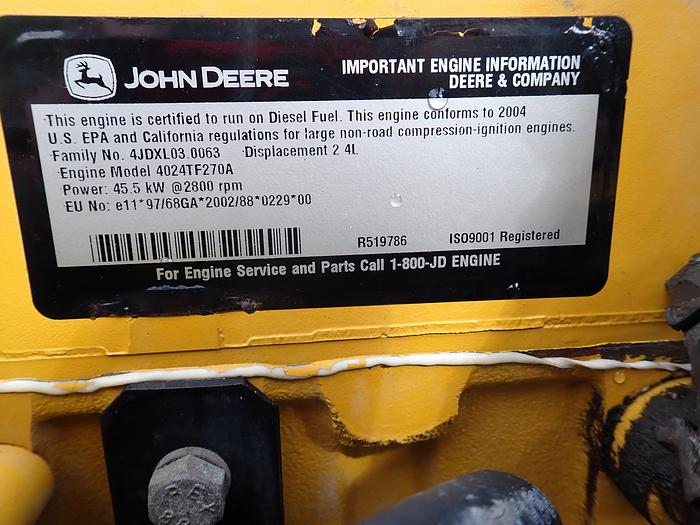 JOHN DEERE
IMPORTANT ENGINE INFORMATION
DEERE & COMPANY
This engine is certified to run on Diesel Fuel. This engine conforms to 2004
U.S. EPA and California regulations for large non-road compression-ignition engines.
Family No. 4JDXL03.0063 Displacement 2.4L
Engine Model 4024TF270A
Power: 45.5 kW @2800 rpm
EU No: e11*97/68GA*2002/88*0229*00
R519786 ISO9001 Registered
For Engine Service and Parts Call 1-800-JD ENGINE